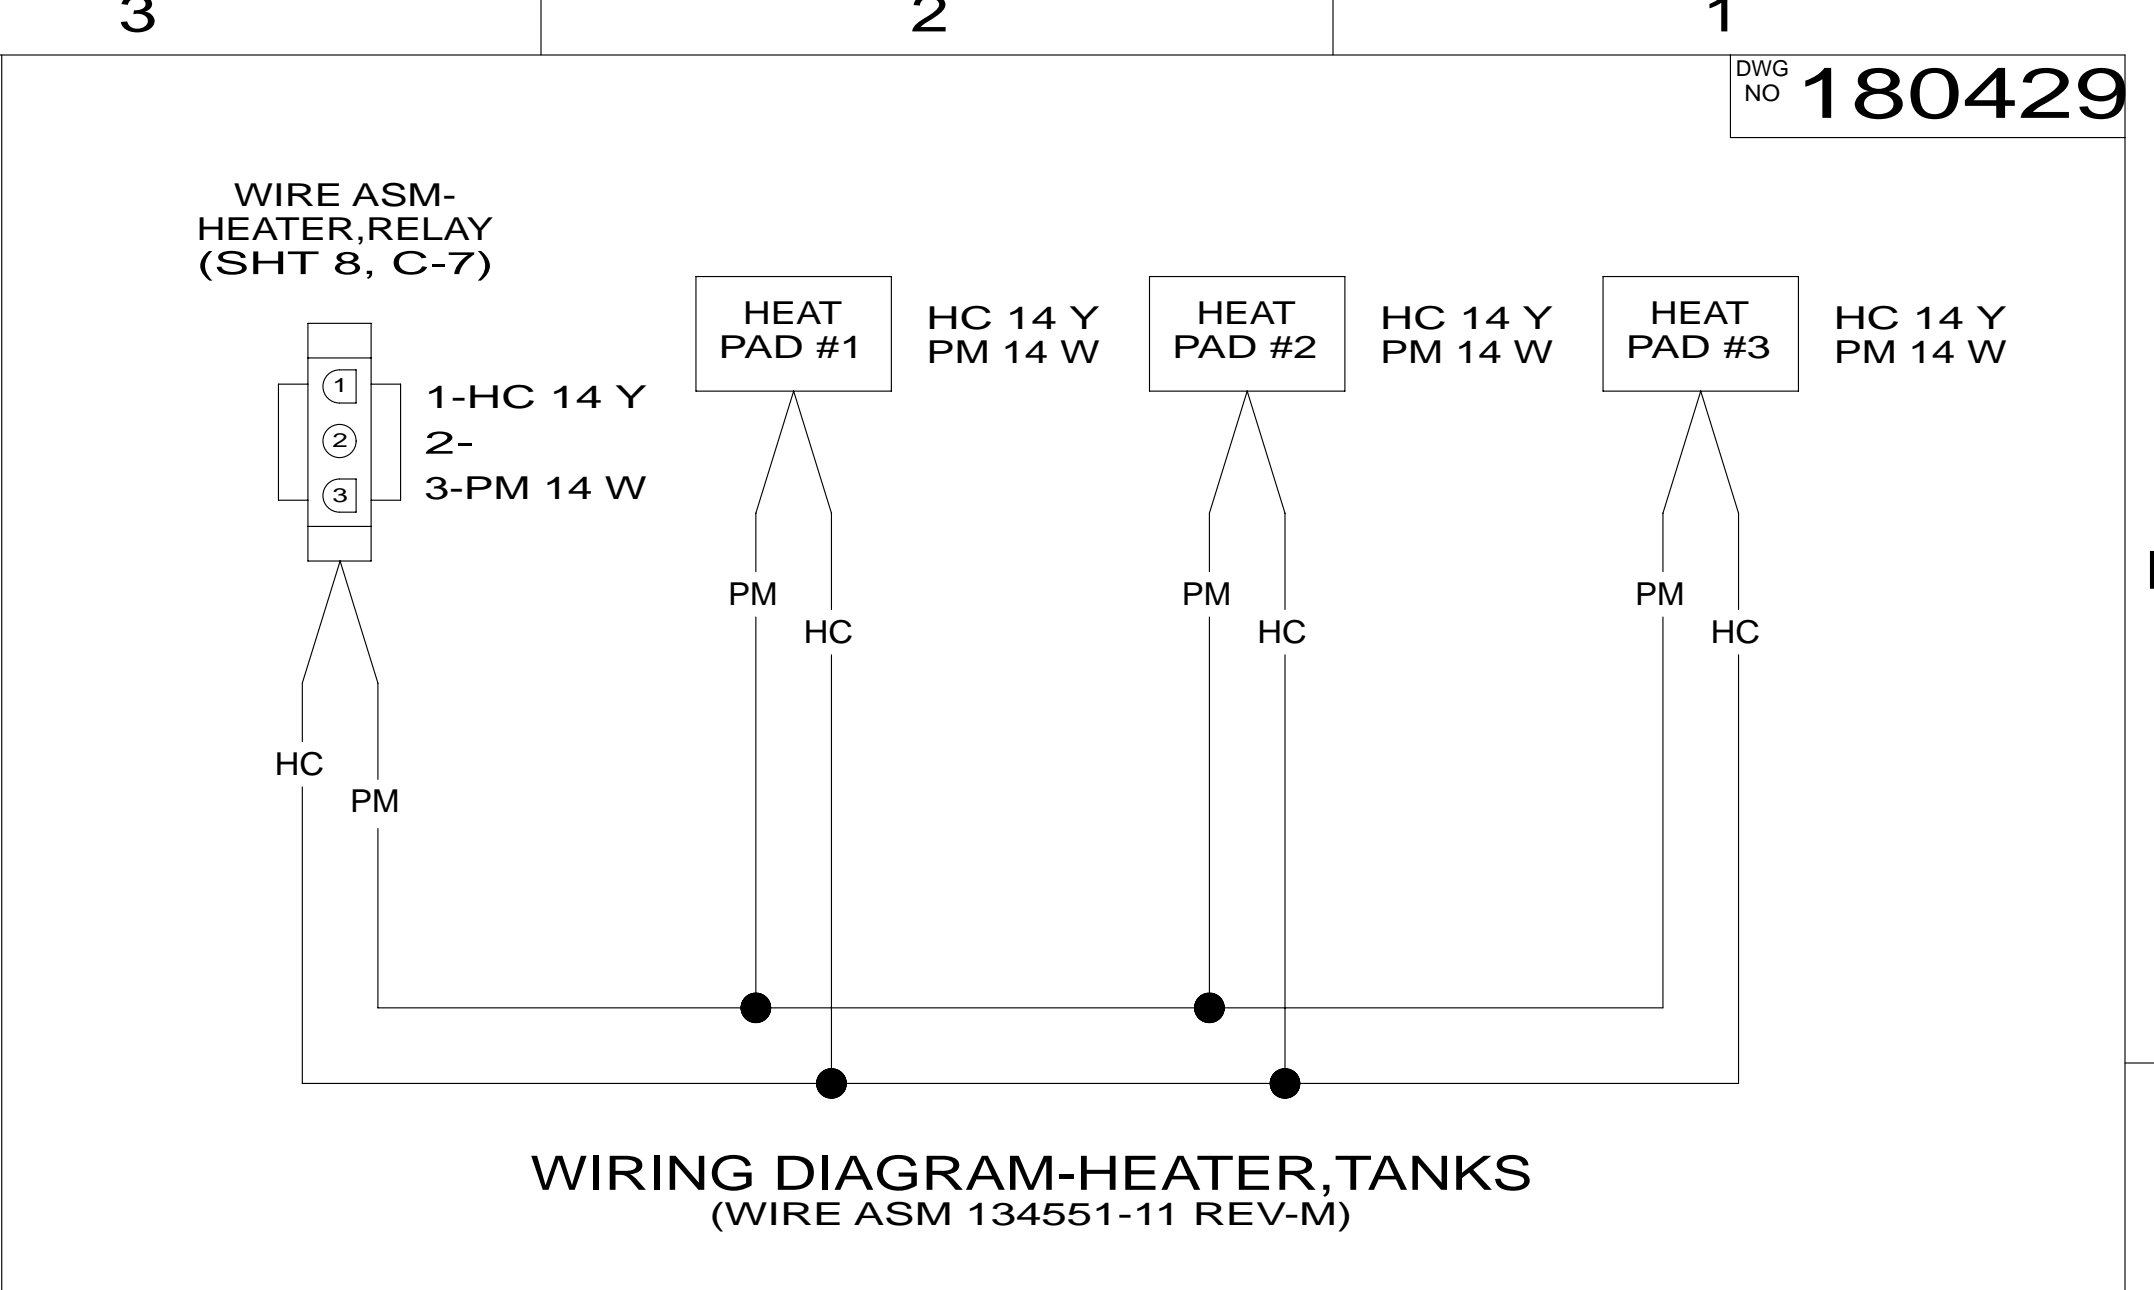 3
2
1
DWG
NO
180429
WIRE ASM-
HEATER,RELAY
(SHT 8, C-7)
1
2
3
1-HC 14 Y
2-
3-PM 14 W
HEAT
PAD #1
HC 14 Y
PM 14 W
HEAT
PAD #2
HC 14 Y
PM 14 W
HEAT
PAD #3
HC 14 Y
PM 14 W
PM
HC
PM
HC
PM
HC
HC
PM
WIRING DIAGRAM-HEATER,TANKS
(WIRE ASM 134551-11 REV-M)